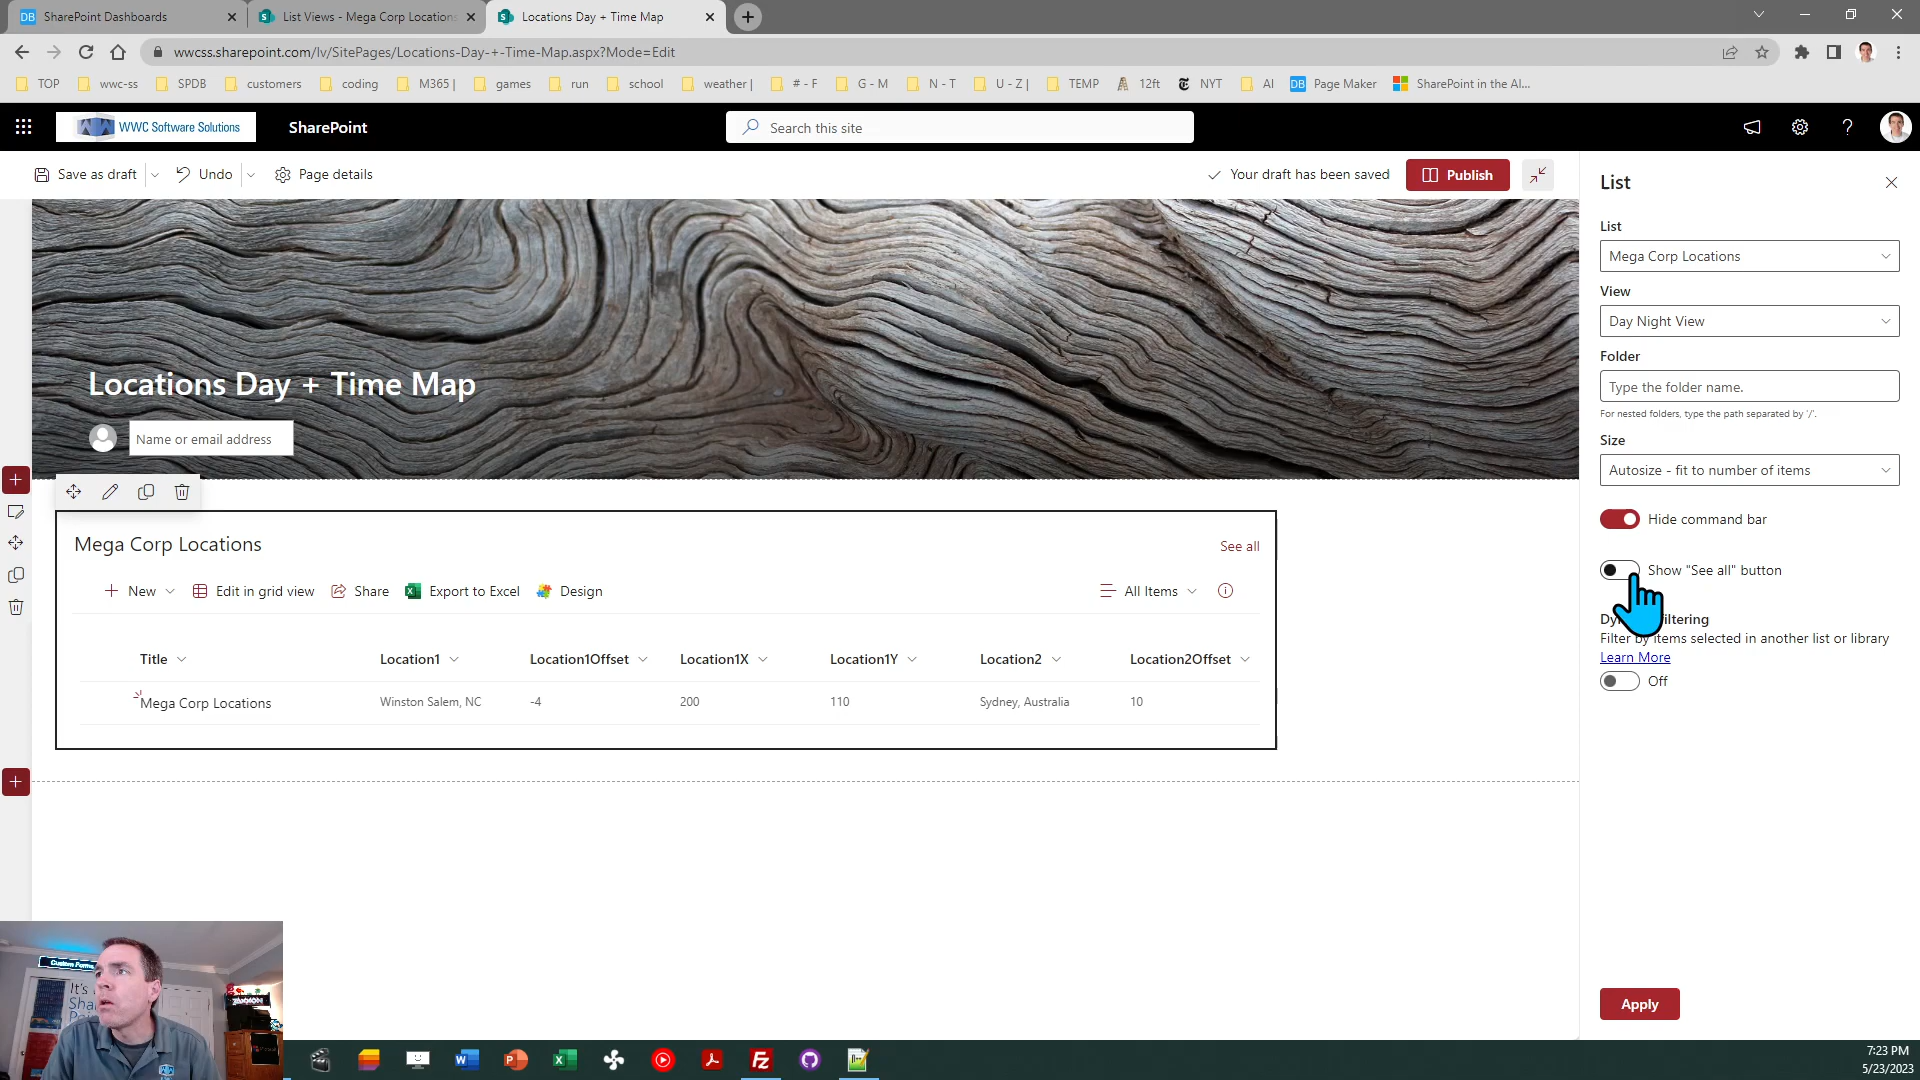 DB SharePoint Dashboards
List Views - Mega Corp Locations
Locations Day + Time Map
wwcss.sharepoint.com/lv/SitePages/Locations-Day-+-Time-Map.aspx?Mode=Edit
TOP wwc-ss SPDB customers coding M365 | games run school weather | # - F G - M N - T U - Z | TEMP 12ft NYT AI DB Page Maker SharePoint in the AI...
WWC Software Solutions
SharePoint
Search this site
Save as draft
Undo
Page details
Your draft has been saved
Publish
Locations Day + Time Map
Name or email address
Mega Corp Locations
See all
New
Edit in grid view
Share
Export to Excel
Design
All Items
Title Location1 Location1Offset Location1X Location1Y Location2 Location2Offset
Mega Corp Locations Winston Salem, NC -4 200 110 Sydney, Australia 10
List
List
Mega Corp Locations
View
Day Night View
Folder
Type the folder name.
For nested folders, type the path separated by '/'.
Size
Autosize - fit to number of items
Hide command bar
Show "See all" button
iltering
Filter by items selected in another list or library
Learn More
Off
Apply
Custom Forms
It's
Sha
Poi
7:23 PM
5/23/2023